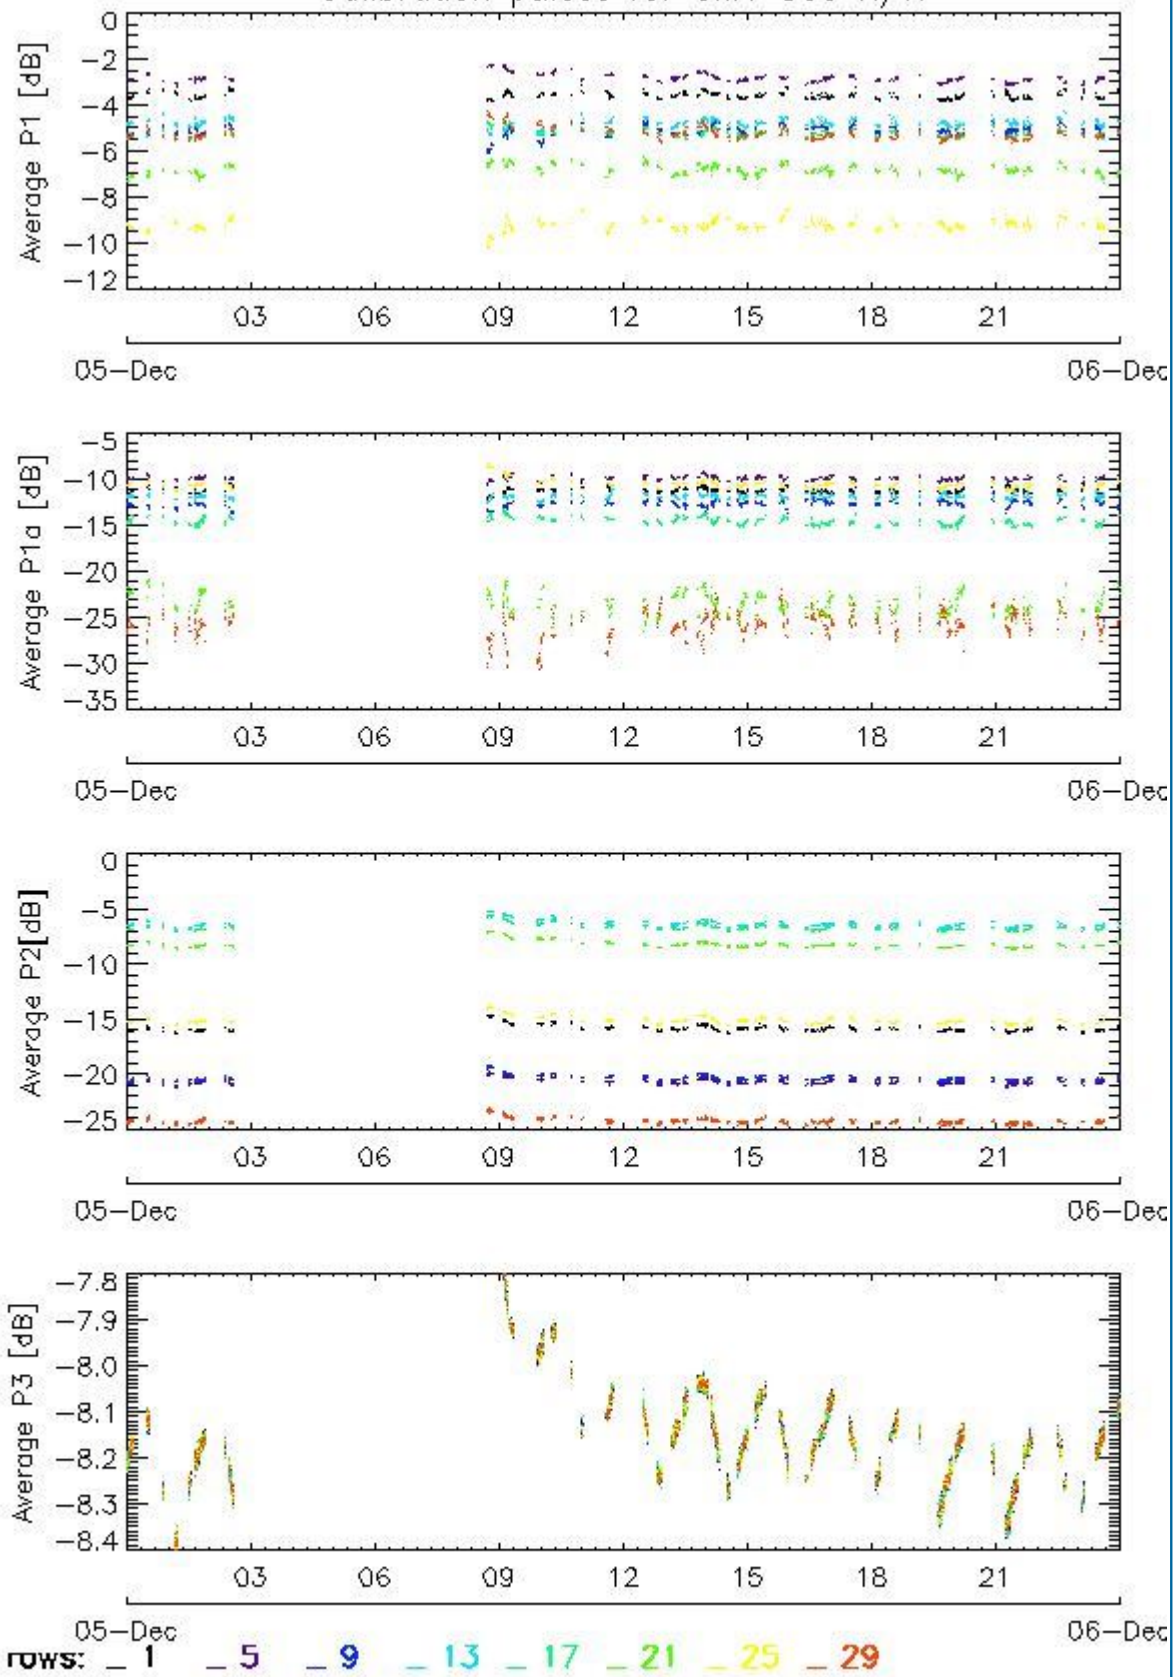 Average P1 [dB]
0
−2
−4
−6
−8
−10
−12
03 06 09 12 15 18 21
05−Dec 06−Dec
Average P1a [dB]
−5
−10
−15
−20
−25
−30
−35
03 06 09 12 15 18 21
05−Dec 06−Dec
Average P2[dB]
0
−5
−10
−15
−20
−25
03 06 09 12 15 18 21
05−Dec 06−Dec
Average P3 [dB]
−7.8
−7.9
−8.0
−8.1
−8.2
−8.3
−8.4
03 06 09 12 15 18 21
05−Dec 06−Dec
rows: _ 1 _ 5 _ 9 _ 13 _ 17 _ 21 _ 25 _ 29